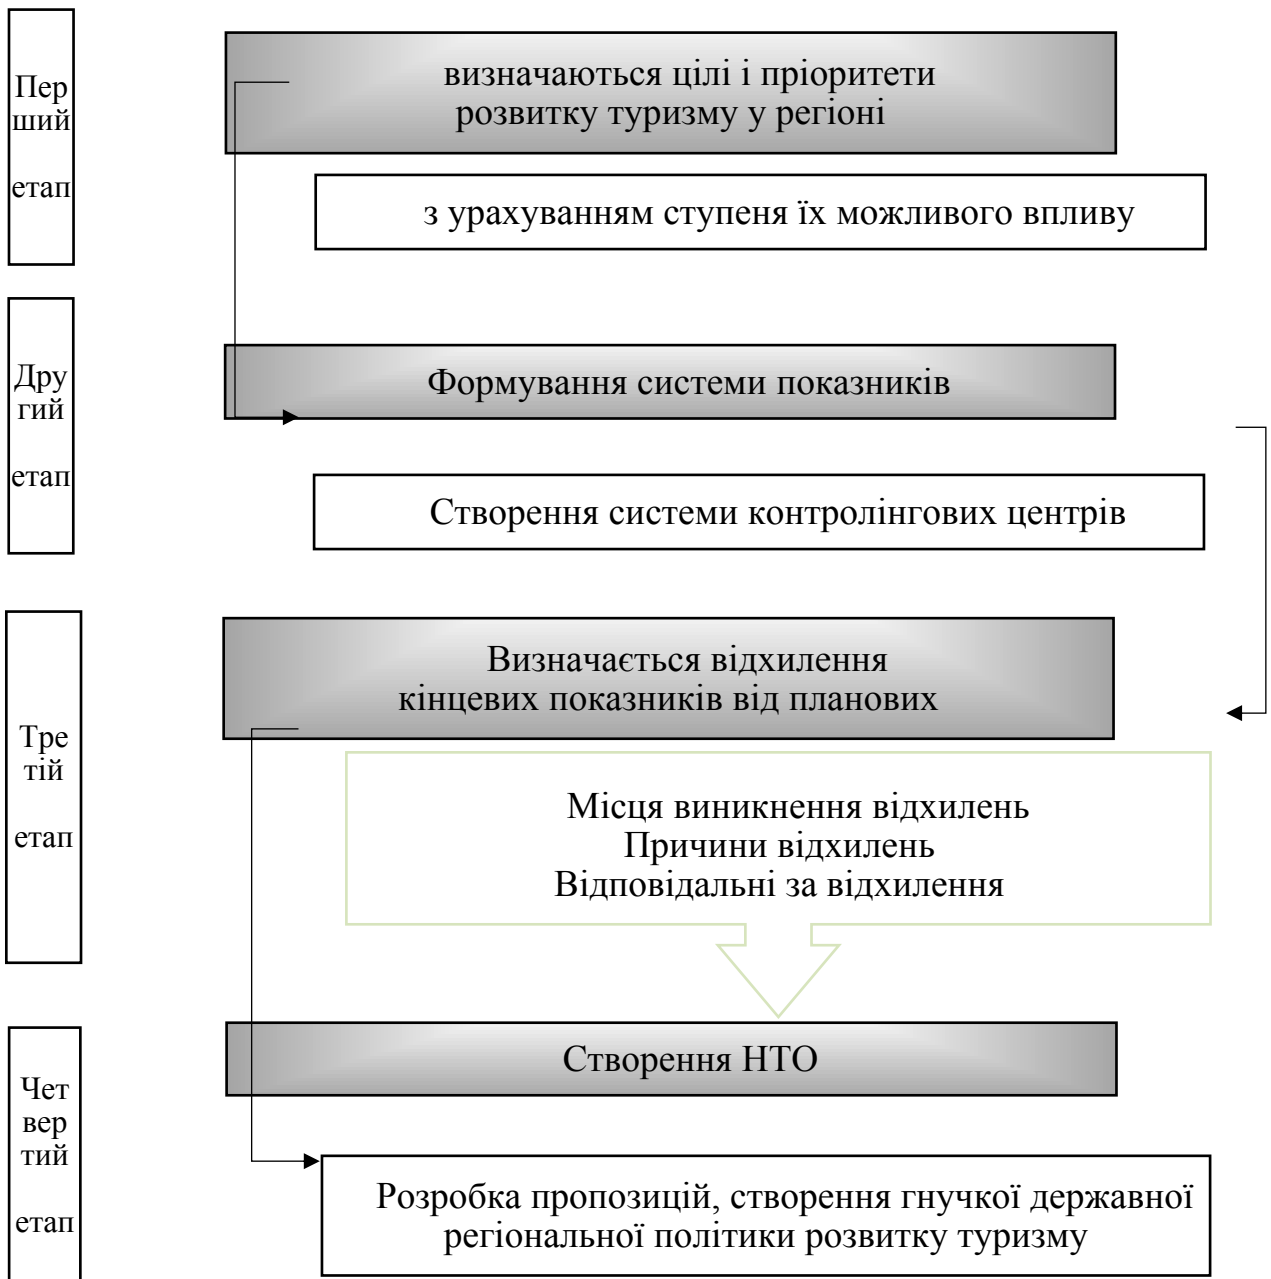 Пер
ший
етап
визначаються цілі і пріоритети
розвитку туризму у регіоні
з урахуванням ступеня їх можливого впливу
Дру
гий
етап
Формування системи показників
Створення системи контролінгових центрів
Тре
тій
етап
Визначається відхилення
кінцевих показників від планових
Місця виникнення відхилень
Причини відхилень
Відповідальні за відхилення
Чет
вер
тий
етап
Створення НТО
Розробка пропозицій, створення гнучкої державної
регіональної політики розвитку туризму